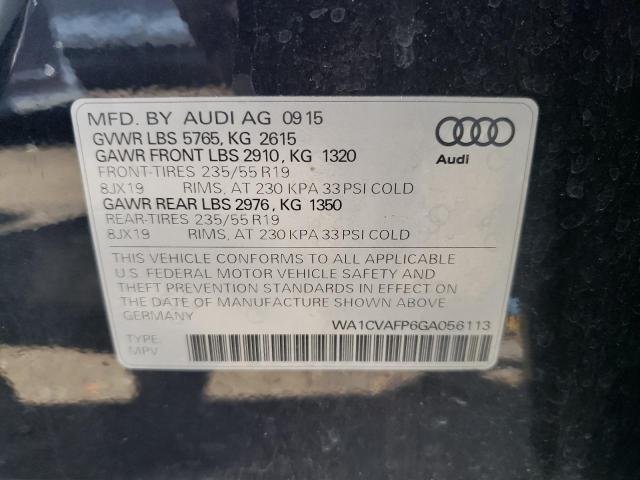 MFD. BY AUDI AG 09 15
GVWR LBS 5765, KG 2615
GAWR FRONT LBS 2910, KG 1320
FRONT-TIRES 235/55 R19
8JX19 RIMS, AT 230 KPA 33 PSI COLD
GAWR REAR LBS 2976, KG 1350
REAR-TIRES 235/55 R19
8JX19 RIMS, AT 230 KPA 33 PSI COLD
Audi
THIS VEHICLE CONFORMS TO ALL APPLICABLE
U.S. FEDERAL MOTOR VEHICLE SAFETY AND
THEFT PREVENTION STANDARDS IN EFFECT ON
THE DATE OF MANUFACTURE SHOWN ABOVE
GERMANY
WA1CVAFP6GA056113
TYPE:
MPV